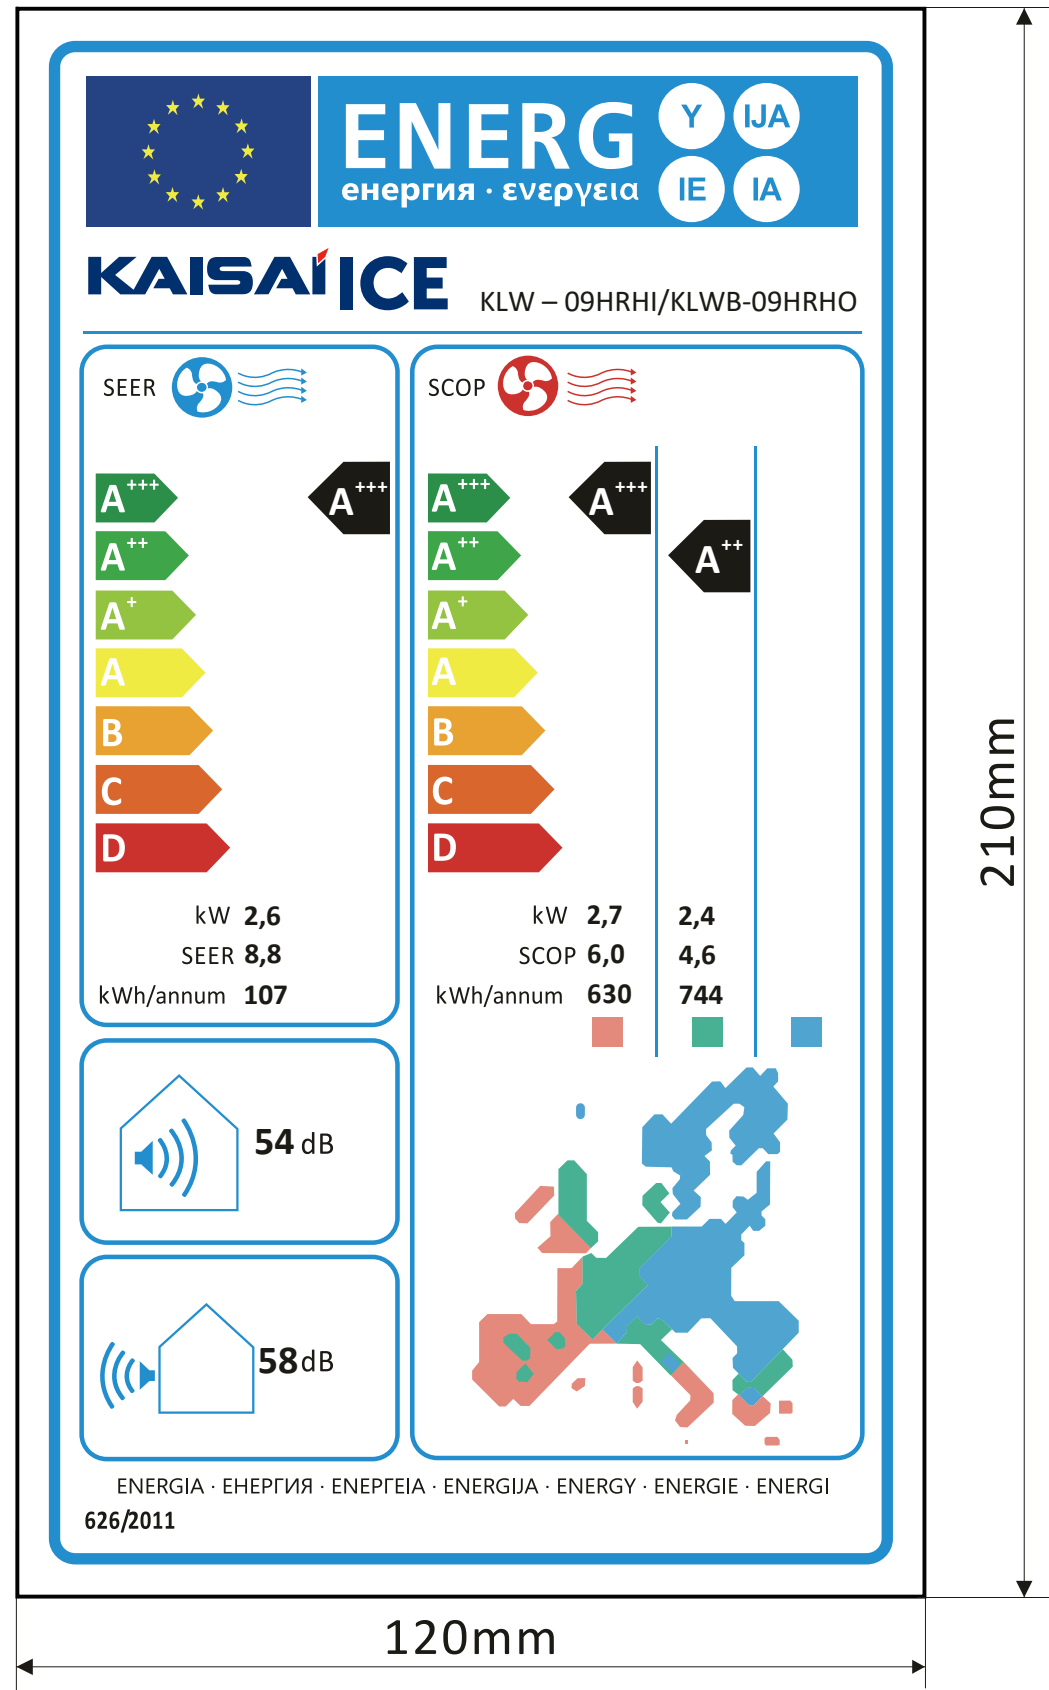 ENERG
енергия · ενεργεια
Y IJA
IE IA
KAISAI ICE
KLW – 09HRHI/KLWB-09HRHO
SEER
A+++
A+++
A++
A+
A
B
C
D
kW 2,6
SEER 8,8
kWh/annum 107
SCOP
A+++
A+++
A++
A++
A+
A
B
C
D
kW 2,7 2,4
SCOP 6,0 4,6
kWh/annum 630 744
54 dB
58 dB
ENERGIA · ЕНЕРГИЯ · ΕΝΕΡΓΕΙΑ · ENERGIJA · ENERGY · ENERGIE · ENERGI
626/2011
210mm
120mm